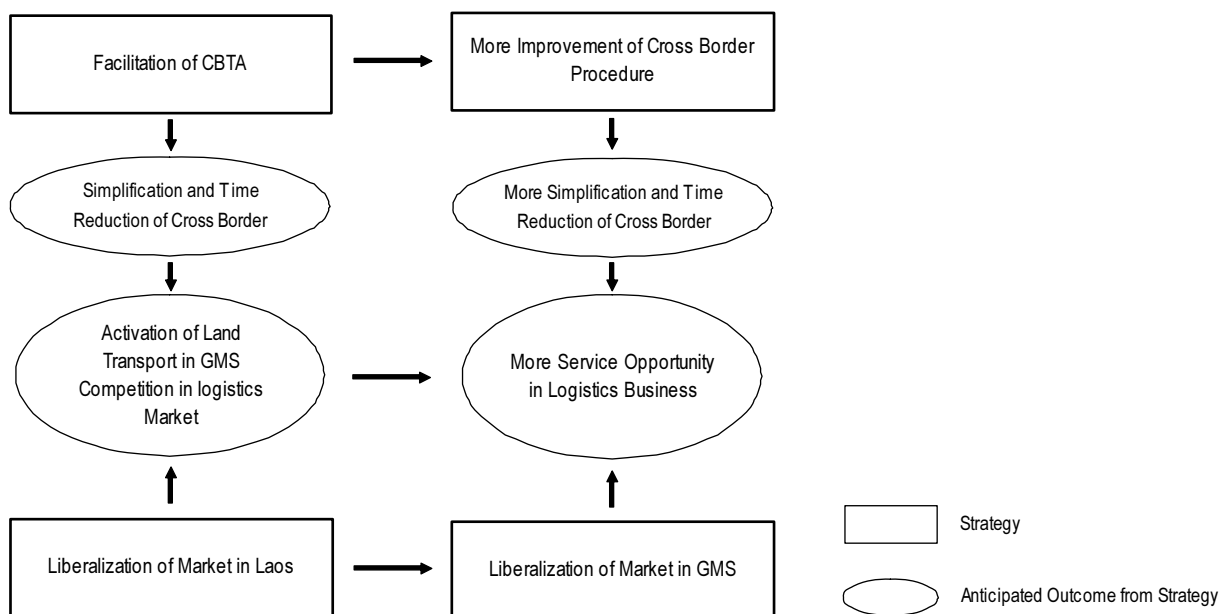 Facilitation of CBTA
More Improvement of Cross Border
Procedure
Simplification and Time
Reduction of Cross Border
More Simplification and Time
Reduction of Cross Border
Activation of Land
Transport in GMS
Competition in logistics
Market
More Service Opportunity
in Logistics Business
Liberalization of Market in Laos
Liberalization of Market in GMS
Strategy
Anticipated Outcome from Strategy